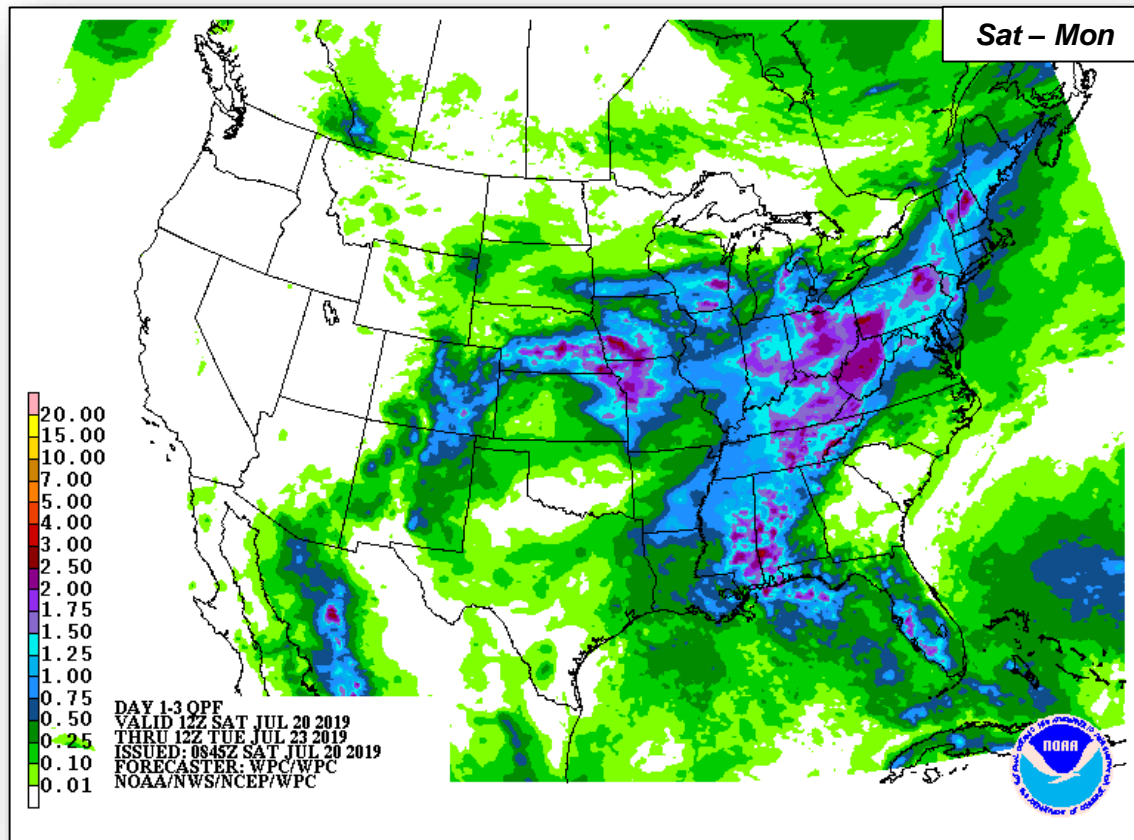 Sat – Mon
20.00
15.00
10.00
7.00
5.00
4.00
3.00
2.50
2.00
1.75
1.50
1.25
1.00
0.75
0.50
0.25
0.10
0.01
DAY 1-3 QPF
VALID 12Z SAT JUL 20 2019
THRU 12Z TUE JUL 23 2019
ISSUED: 0845Z SAT JUL 20 2019
FORECASTER: WPC/WPC
NOAA/NWS/NCEP/WPC
NOAA